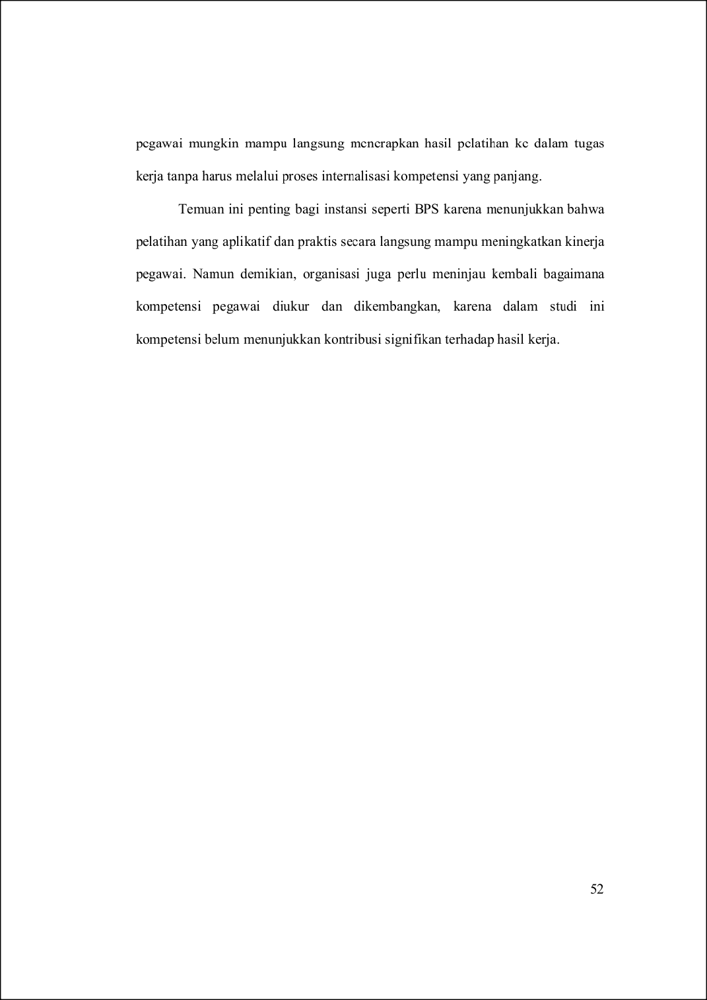 pegawai mungkin mampu langsung menerapkan hasil pelatihan ke dalam tugas
kerja tanpa harus melalui proses internalisasi kompetensi yang panjang.
Temuan ini penting bagi instansi seperti BPS karena menunjukkan bahwa
pelatihan yang aplikatif dan praktis secara langsung mampu meningkatkan kinerja
pegawai. Namun demikian, organisasi juga perlu meninjau kembali bagaimana
kompetensi pegawai diukur dan dikembangkan, karena dalam studi ini
kompetensi belum menunjukkan kontribusi signifikan terhadap hasil kerja.
52